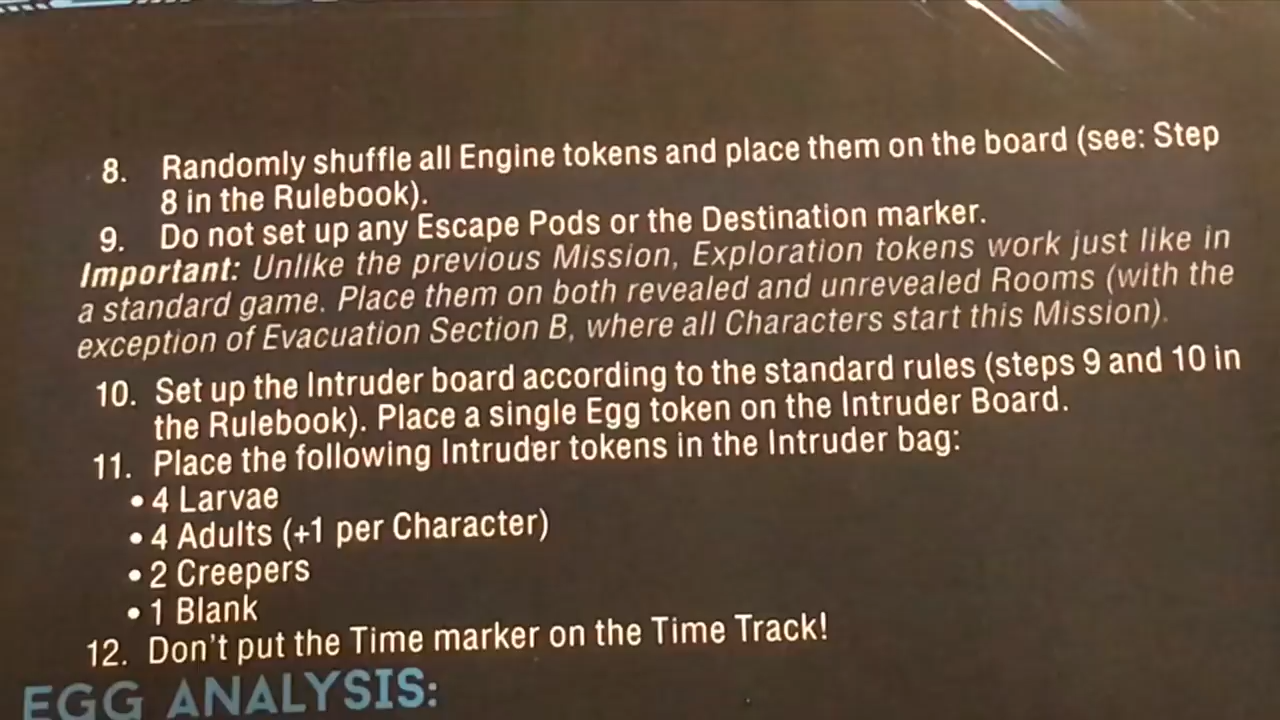 8. Randomly shuffle all Engine tokens and place them on the board (see: Step
8 in the Rulebook).
9. Do not set up any Escape Pods or the Destination marker.
Important: Unlike the previous Mission, Exploration tokens work just like in
a standard game. Place them on both revealed and unrevealed Rooms (with the
exception of Evacuation Section B, where all Characters start this Mission).
10. Set up the Intruder board according to the standard rules (steps 9 and 10 in
the Rulebook). Place a single Egg token on the Intruder Board.
11. Place the following Intruder tokens in the Intruder bag:
• 4 Larvae
• 4 Adults (+1 per Character)
• 2 Creepers
• 1 Blank
12. Don't put the Time marker on the Time Track!
EGG ANALYSIS: